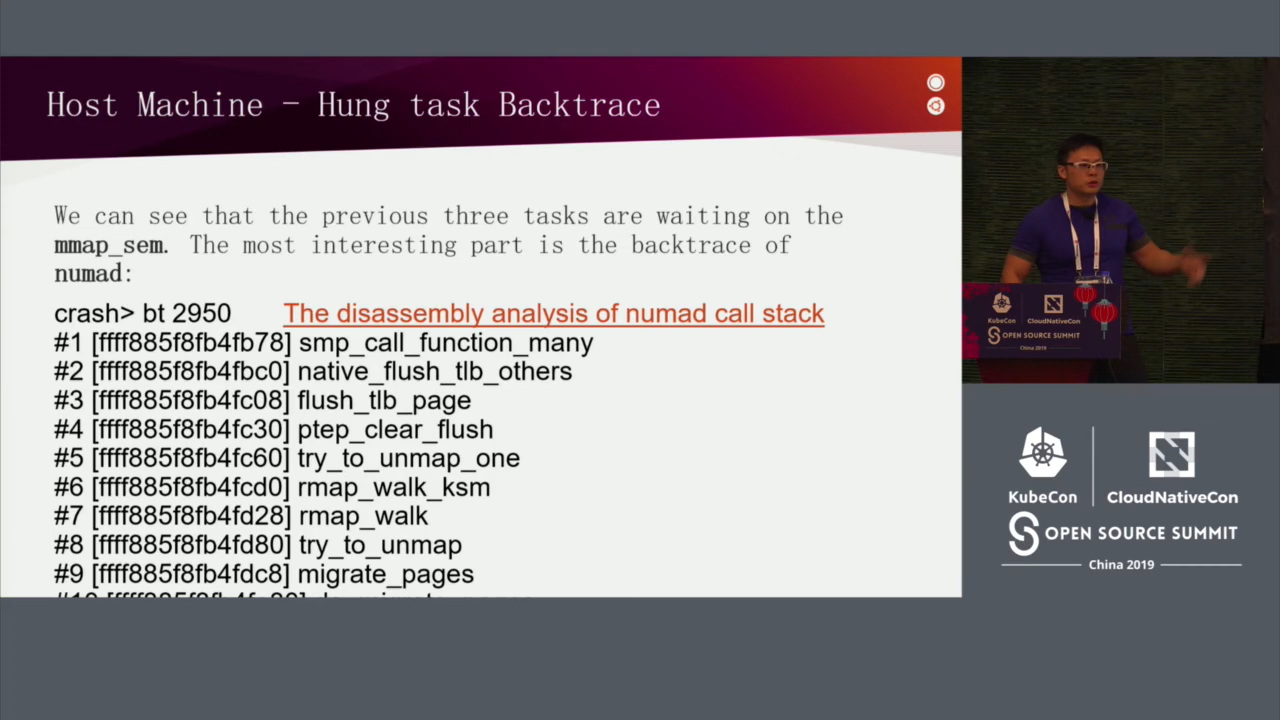 Host Machine - Hung task Backtrace
We can see that the previous three tasks are waiting on the
mmap_sem. The most interesting part is the backtrace of
numad:
crash> bt 2950 The disassembly analysis of numad call stack
#1 [ffff885f8fb4fb78] smp_call_function_many
#2 [ffff885f8fb4fbc0] native_flush_tlb_others
#3 [ffff885f8fb4fc08] flush_tlb_page
#4 [ffff885f8fb4fc30] ptep_clear_flush
#5 [ffff885f8fb4fc60] try_to_unmap_one
#6 [ffff885f8fb4fcd0] rmap_walk_ksm
#7 [ffff885f8fb4fd28] rmap_walk
#8 [ffff885f8fb4fd80] try_to_unmap
#9 [ffff885f8fb4fdc8] migrate_pages
KubeCon CloudNativeCon
OPEN SOURCE SUMMIT
China 2019
KubeCon CloudNativeCon
OPEN SOURCE SUMMIT
China 2019